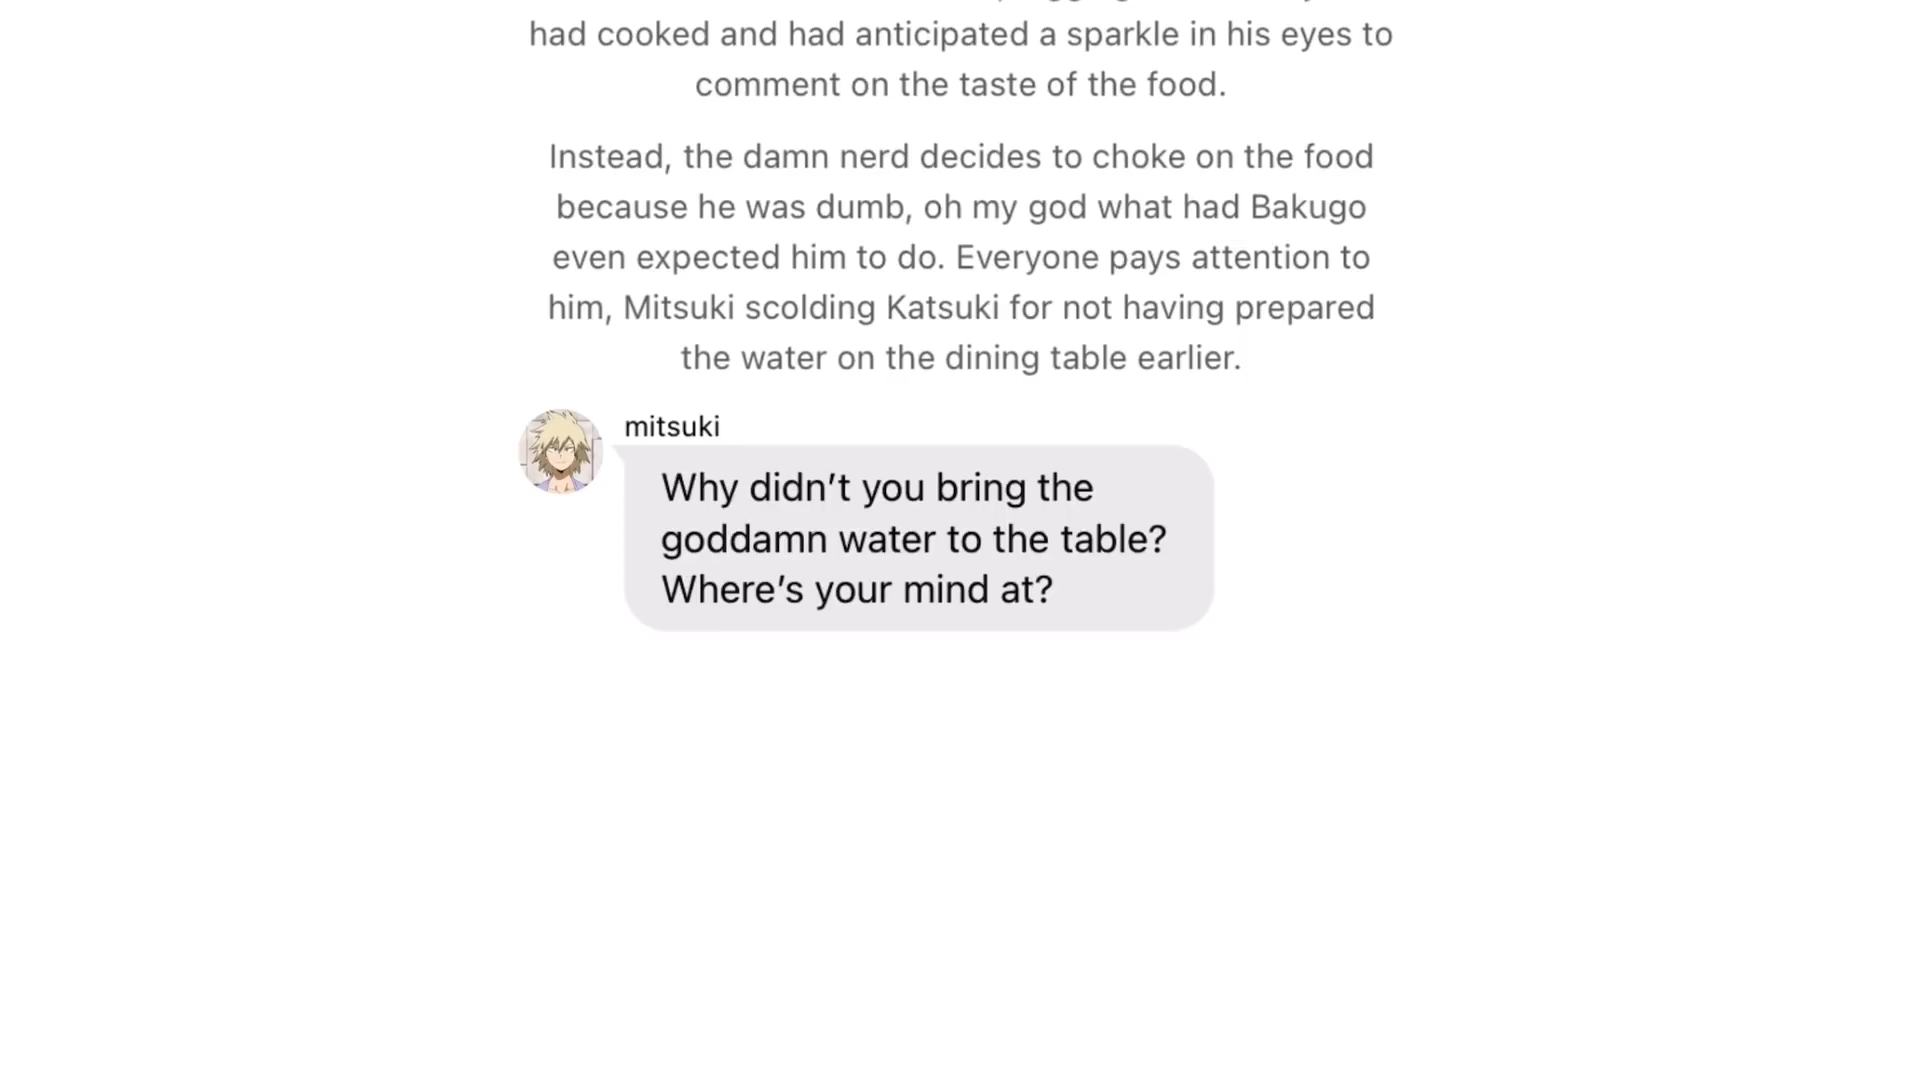 had cooked and had anticipated a sparkle in his eyes to
comment on the taste of the food.
Instead, the damn nerd decides to choke on the food
because he was dumb, oh my god what had Bakugo
even expected him to do. Everyone pays attention to
him, Mitsuki scolding Katsuki for not having prepared
the water on the dining table earlier.
mitsuki
Why didn’t you bring the
goddamn water to the table?
Where’s your mind at?